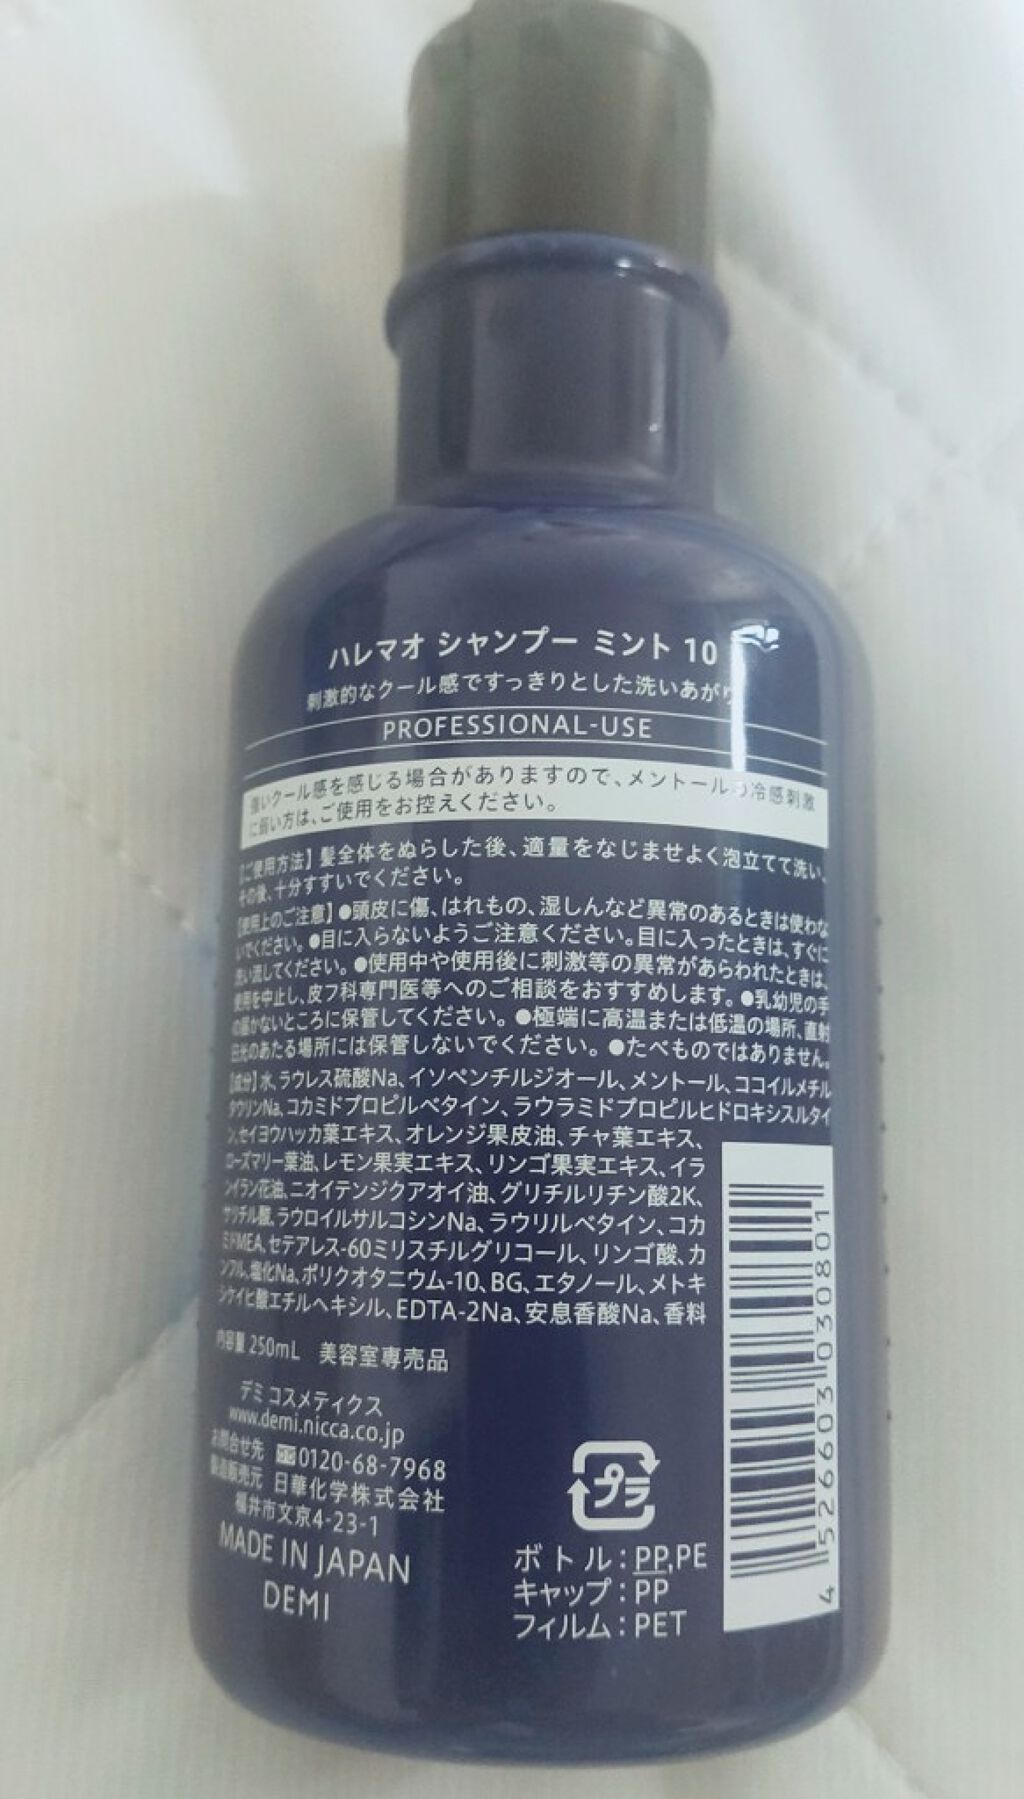 ハレマオ シャンプー ミント 10
刺激的なクール感ですっきりとした洗いあがり
PROFESSIONAL-USE
強いクール感を感じる場合がありますので、メントールの冷感刺激
に弱い方は、ご使用をお控えください。
【ご使用方法】髪全体をぬらした後、適量をなじませよく泡立てて洗い、
その後、十分すすいでください。
【使用上のご注意】●頭皮に傷、はれもの、湿しんなど異常のあるときは使わな
いでください。●目に入らないようご注意ください。目に入ったときは、すぐに
洗い流してください。●使用中や使用後に刺激等の異常があらわれたときは、
使用を中止し、皮フ科専門医等へのご相談をおすすめします。●乳幼児の手
の届かないところに保管してください。●極端に高温または低温の場所、直射
日光のあたる場所には保管しないでください。●たべものではありません。
【成分】水、ラウレス硫酸Na、イソペンチルジオール、メントール、ココイルメチル
タウリンNa、コカミドプロピルベタイン、ラウラミドプロピルヒドロキシスルタイ
ン、セイヨウハッカ葉エキス、オレンジ果皮油、チャ葉エキス、
ローズマリー葉油、レモン果実エキス、リンゴ果実エキス、イラ
ンイラン花油、ニオイテンジクアオイ油、グリチルリチン酸2K、
サリチル酸、ラウロイルサルコシンNa、ラウリルベタイン、コカ
ミドMEA、セテアレス-60ミリスチルグリコール、リンゴ酸、カ
ンフル、塩化Na、ポリクオタニウム-10、BG、エタノール、メトキ
シケイヒ酸エチルヘキシル、EDTA-2Na、安息香酸Na、香料
内容量 250mL 美容室専売品
デミ コスメティクス
www.demi.nicca.co.jp
お問合せ先 0120-68-7968
製造販売元 日華化学株式会社
福井市文京4-23-1
MADE IN JAPAN
DEMI
プラ
ボトル:PP,PE
キャップ:PP
フィルム:PET
4 526603 030801